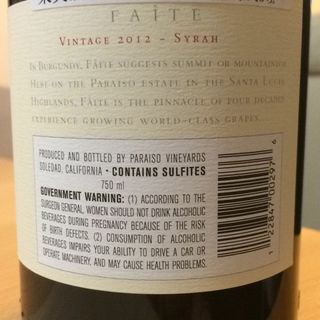 FAÎTE
VINTAGE 2012 – SYRAH
IN BURGUNDY, FAÎTE SUGGESTS SUMMIT OR MOUNTAINTOP
HERE ON THE PARAISO ESTATE IN THE SANTA LUCIA
HIGHLANDS, FAÎTE IS THE PINNACLE OF FOUR DECADES
EXPERIENCE GROWING WORLD-CLASS GRAPES.
PRODUCED AND BOTTLED BY PARAISO VINEYARDS
SOLEDAD, CALIFORNIA • CONTAINS SULFITES
750 ml
GOVERNMENT WARNING: (1) ACCORDING TO THE
SURGEON GENERAL, WOMEN SHOULD NOT DRINK ALCOHOLIC
BEVERAGES DURING PREGNANCY BECAUSE OF THE RISK
OF BIRTH DEFECTS. (2) CONSUMPTION OF ALCOHOLIC
BEVERAGES IMPAIRS YOUR ABILITY TO DRIVE A CAR OR
OPERATE MACHINERY, AND MAY CAUSE HEALTH PROBLEMS.
1 22847 00297 6